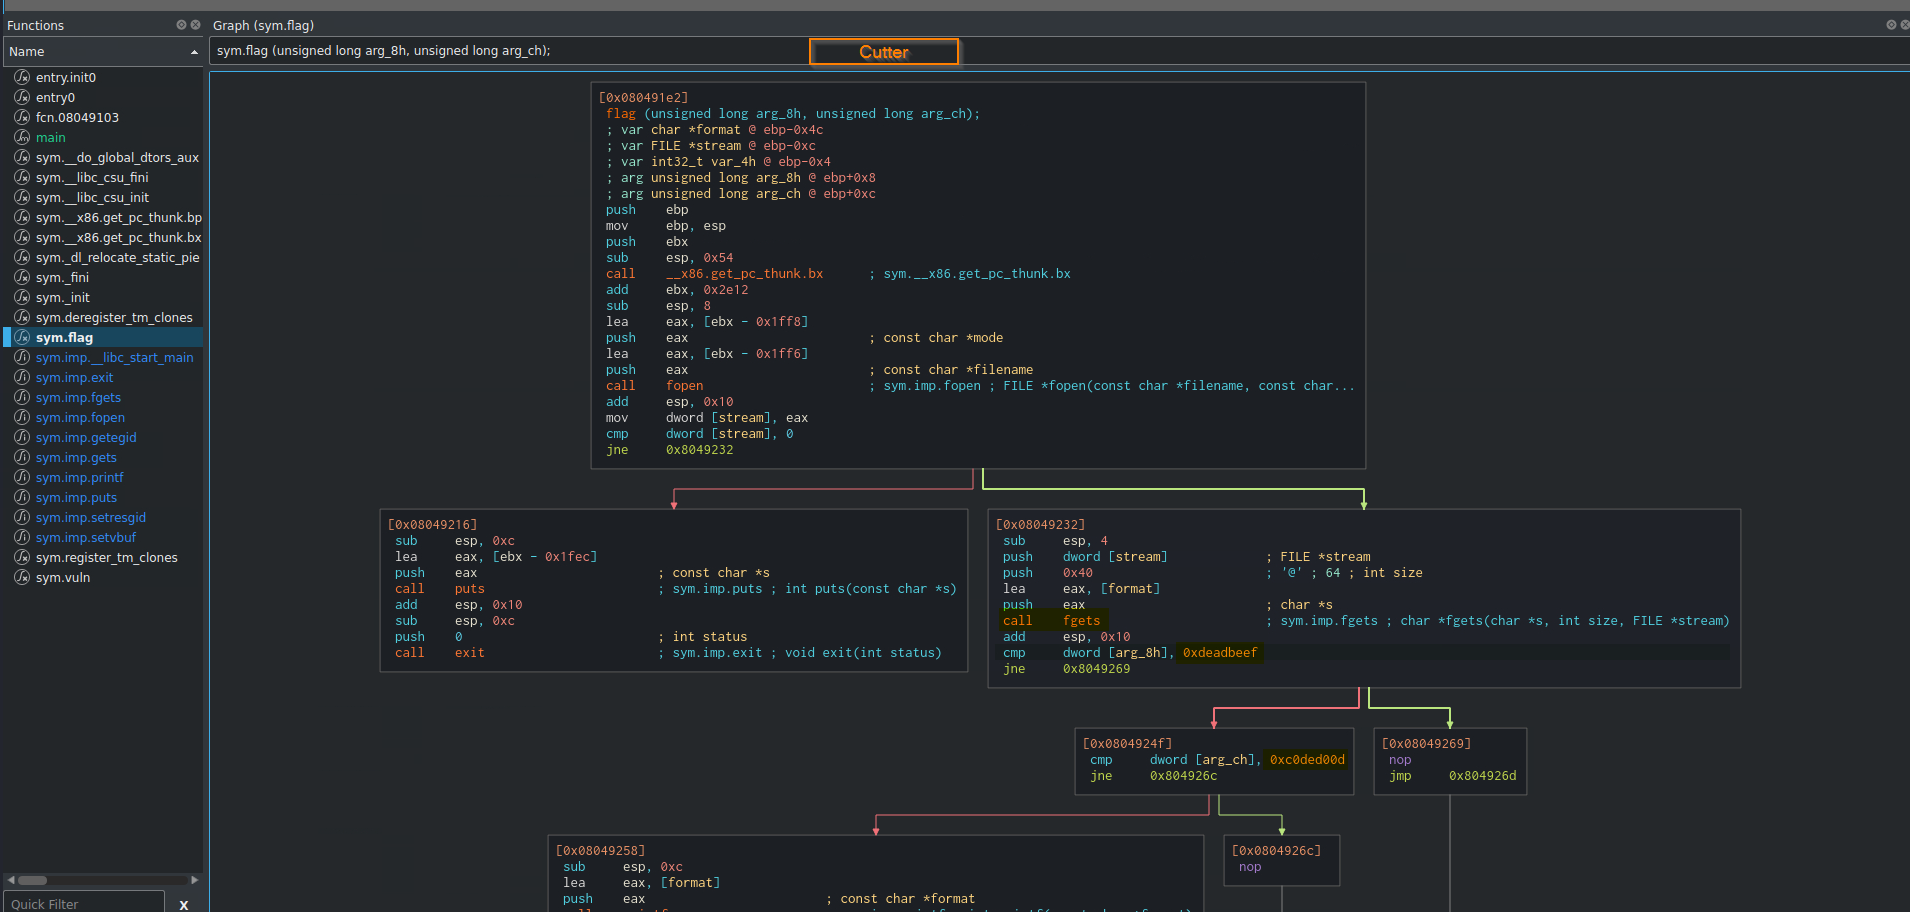 Functions
Name
entry.init0
entry0
fcn.08049103
main
sym.__do_global_dtors_aux
sym.__libc_csu_fini
sym.__libc_csu_init
sym.__x86.get_pc_thunk.bp
sym.__x86.get_pc_thunk.bx
sym._dl_relocate_static_pie
sym._fini
sym._init
sym.deregister_tm_clones
sym.flag
sym.imp.__libc_start_main
sym.imp.exit
sym.imp.fgets
sym.imp.fopen
sym.imp.getegid
sym.imp.gets
sym.imp.printf
sym.imp.puts
sym.imp.setresgid
sym.imp.setvbuf
sym.register_tm_clones
sym.vuln
Quick Filter X
Graph (sym.flag)
sym.flag (unsigned long arg_8h, unsigned long arg_ch);
Cutter
[0x080491e2]
flag (unsigned long arg_8h, unsigned long arg_ch);
; var char *format @ ebp-0x4c
; var FILE *stream @ ebp-0xc
; var int32_t var_4h @ ebp-0x4
; arg unsigned long arg_8h @ ebp+0x8
; arg unsigned long arg_ch @ ebp+0xc
push ebp
mov ebp, esp
push ebx
sub esp, 0x54
call __x86.get_pc_thunk.bx ; sym.__x86.get_pc_thunk.bx
add ebx, 0x2e12
sub esp, 8
lea eax, [ebx - 0x1ff8]
push eax ; const char *mode
lea eax, [ebx - 0x1ff6]
push eax ; const char *filename
call fopen ; sym.imp.fopen ; FILE *fopen(const char *filename, const char...
add esp, 0x10
mov dword [stream], eax
cmp dword [stream], 0
jne 0x8049232
[0x08049216]
sub esp, 0xc
lea eax, [ebx - 0x1fec]
push eax ; const char *s
call puts ; sym.imp.puts ; int puts(const char *s)
add esp, 0x10
sub esp, 0xc
push 0 ; int status
call exit ; sym.imp.exit ; void exit(int status)
[0x08049232]
sub esp, 4
push dword [stream] ; FILE *stream
push 0x40 ; '@' ; 64 ; int size
lea eax, [format]
push eax ; char *s
call fgets ; sym.imp.fgets ; char *fgets(char *s, int size, FILE *stream)
add esp, 0x10
cmp dword [arg_8h], 0xdeadbeef
jne 0x8049269
[0x0804924f]
cmp dword [arg_ch], 0xc0ded00d
jne 0x804926c
[0x08049269]
nop
jmp 0x804926d
[0x08049258]
sub esp, 0xc
lea eax, [format]
push eax ; const char *format
[0x0804926c]
nop